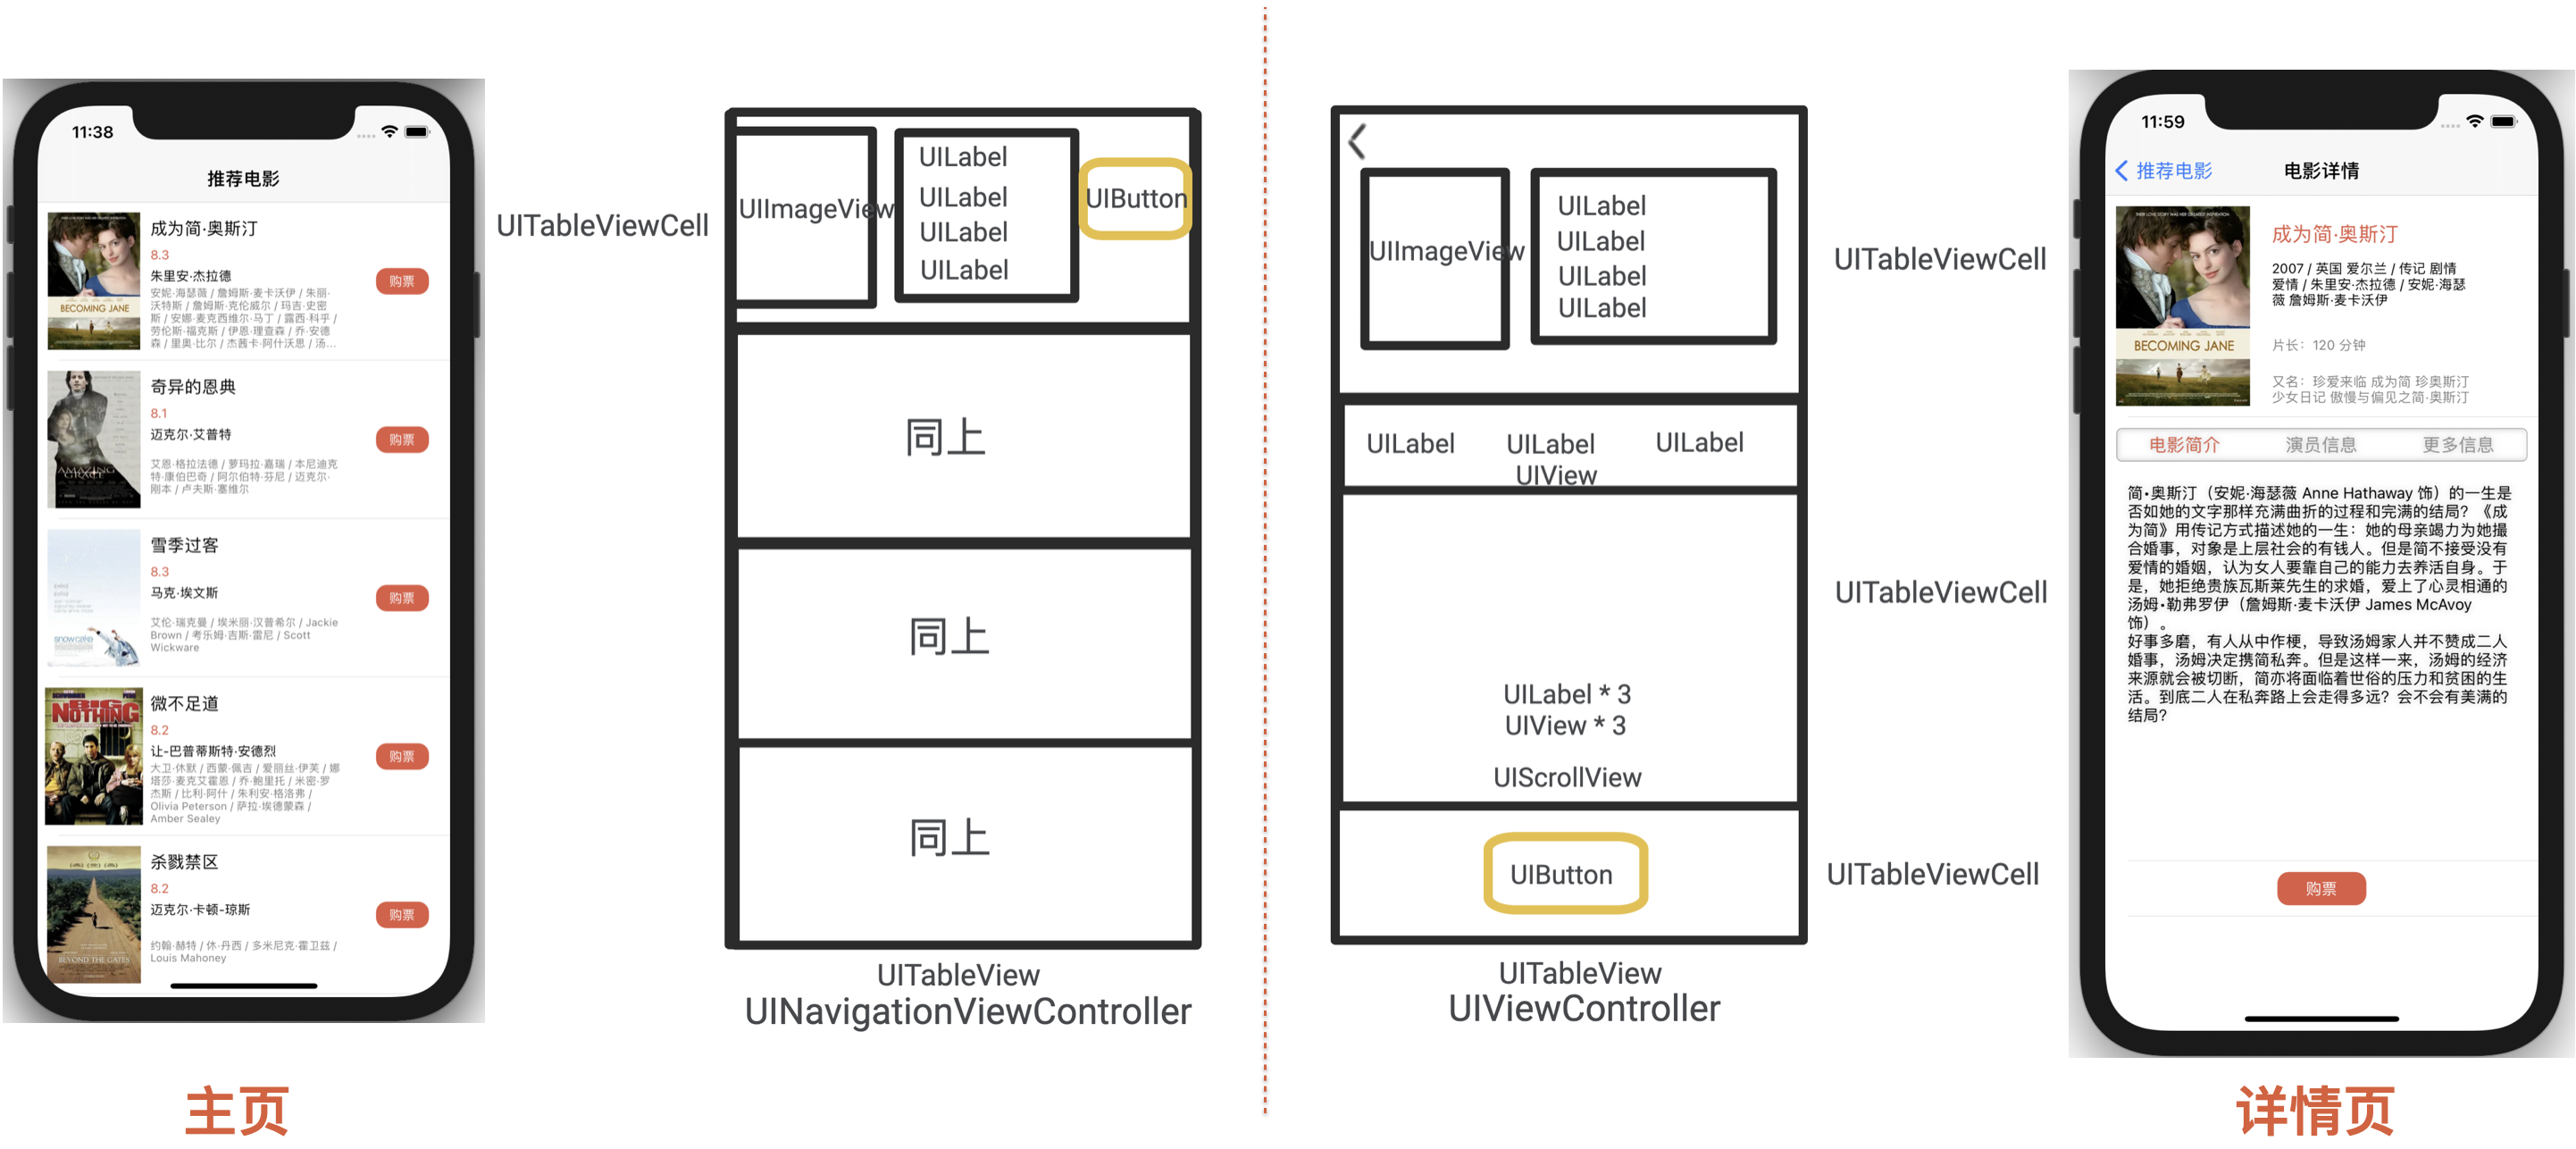 11:38
推荐电影
成为简·奥斯汀
8.3
朱里安·杰拉德
安妮·海瑟薇 / 詹姆斯·麦卡沃伊 / 朱丽·
沃特斯 / 詹姆斯·克伦威尔 / 玛吉·史密
斯 / 安娜·麦克西维尔·马丁 / 露西·科乎 /
劳伦斯·福克斯 / 伊恩·理查森 / 乔·安德
森 / 里奥·比尔 / 杰茜卡·阿什沃思 / 汤...
购票
BECOMING JANE
奇异的恩典
8.1
迈克尔·艾普特
艾恩·格拉法德 / 萝玛拉·嘉瑞 / 本尼迪克
特·康伯巴奇 / 阿尔伯特·芬尼 / 迈克尔·
刚本 / 卢夫斯·塞维尔
购票
AMAZING
GRACE
雪季过客
8.3
马克·埃文斯
艾伦·瑞克曼 / 埃米丽·汉普希尔 / Jackie
Brown / 考乐姆·吉斯·雷尼 / Scott
Wickware
购票
snowcake
微不足道
8.2
让-巴普蒂斯特·安德烈
大卫·休默 / 西蒙·佩吉 / 爱丽丝·伊芙 / 娜
塔莎·麦克艾霍恩 / 乔·鲍里托 / 米密·罗
杰斯 / 比利·阿什 / 朱利安·格洛弗 /
Olivia Peterson / 萨拉·埃德蒙森 /
Amber Sealey
购票
BIG
NOTHING
杀戮禁区
8.2
迈克尔·卡顿-琼斯
约翰·赫特 / 休·丹西 / 多米尼克·霍卫兹 /
Louis Mahoney
购票
BEYOND THE GATES
主页
UITableViewCell
UIImageView
UILabel
UILabel
UILabel
UILabel
UIButton
同上
同上
同上
UITableView
UINavigationViewController
UIImageView
UILabel
UILabel
UILabel
UILabel
UITableViewCell
UILabel
UILabel
UILabel
UIView
UITableViewCell
UILabel * 3
UIView * 3
UIScrollView
UIButton
UITableViewCell
UITableView
UIViewController
11:59
推荐电影
电影详情
成为简·奥斯汀
2007 / 英国 爱尔兰 / 传记 剧情
爱情 / 朱里安·杰拉德 / 安妮·海瑟
薇 詹姆斯·麦卡沃伊
片长：120 分钟
又名：珍爱来临 成为简 珍奥斯汀
少女日记 傲慢与偏见之简·奥斯汀
BECOMING JANE
电影简介
演员信息
更多信息
简•奥斯汀（安妮·海瑟薇 Anne Hathaway 饰）的一生是
否如她的文字那样充满曲折的过程和完满的结局？《成
为简》用传记方式描述她的一生：她的母亲竭力为她撮
合婚事，对象是上层社会的有钱人。但是简不接受没有
爱情的婚姻，认为女人要靠自己的能力去养活自身。于
是，她拒绝贵族瓦斯莱先生的求婚，爱上了心灵相通的
汤姆•勒弗罗伊（詹姆斯·麦卡沃伊 James McAvoy
饰）。
好事多磨，有人从中作梗，导致汤姆家人并不赞成二人
婚事，汤姆决定携简私奔。但是这样一来，汤姆的经济
来源就会被切断，简亦将面临着世俗的压力和贫困的生
活。到底二人在私奔路上会走得多远？会不会有美满的
结局？
购票
详情页